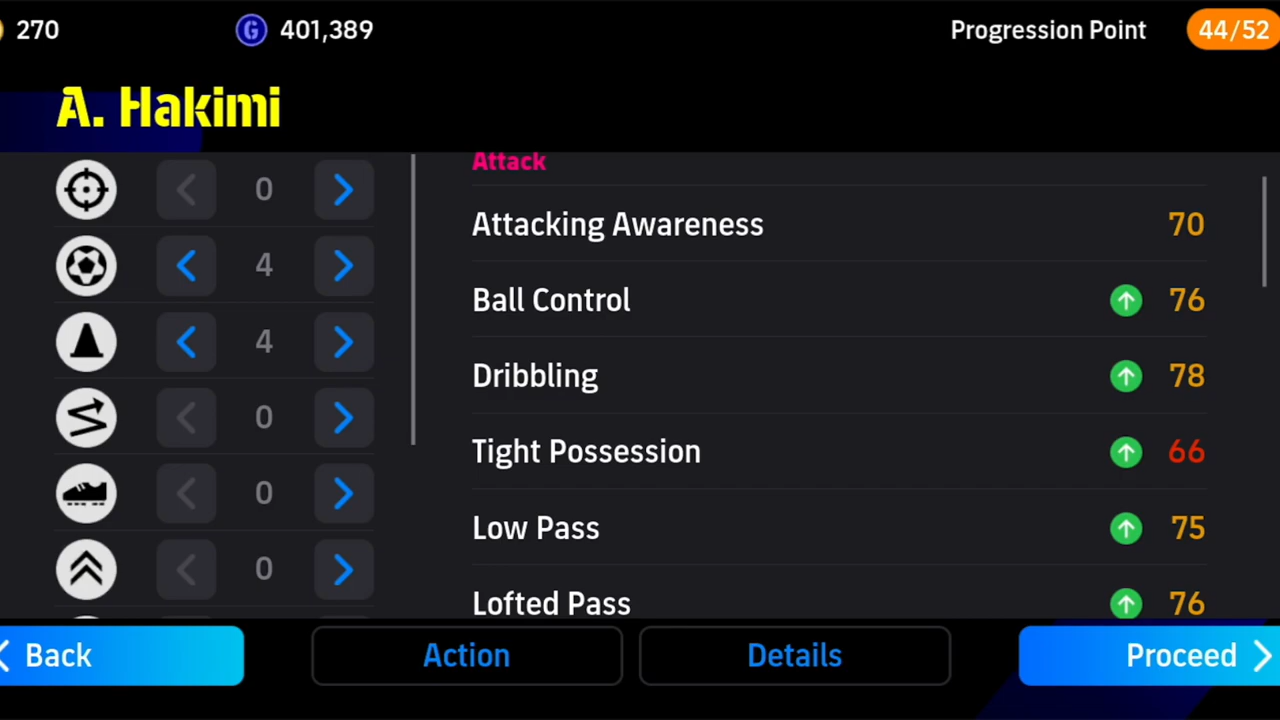 270
G 401,389
Progression Point 44/52
A. Hakimi
0
4
4
0
0
0
Attack
Attacking Awareness 70
Ball Control 76
Dribbling 78
Tight Possession 66
Low Pass 75
Lofted Pass 76
Back
Action
Details
Proceed